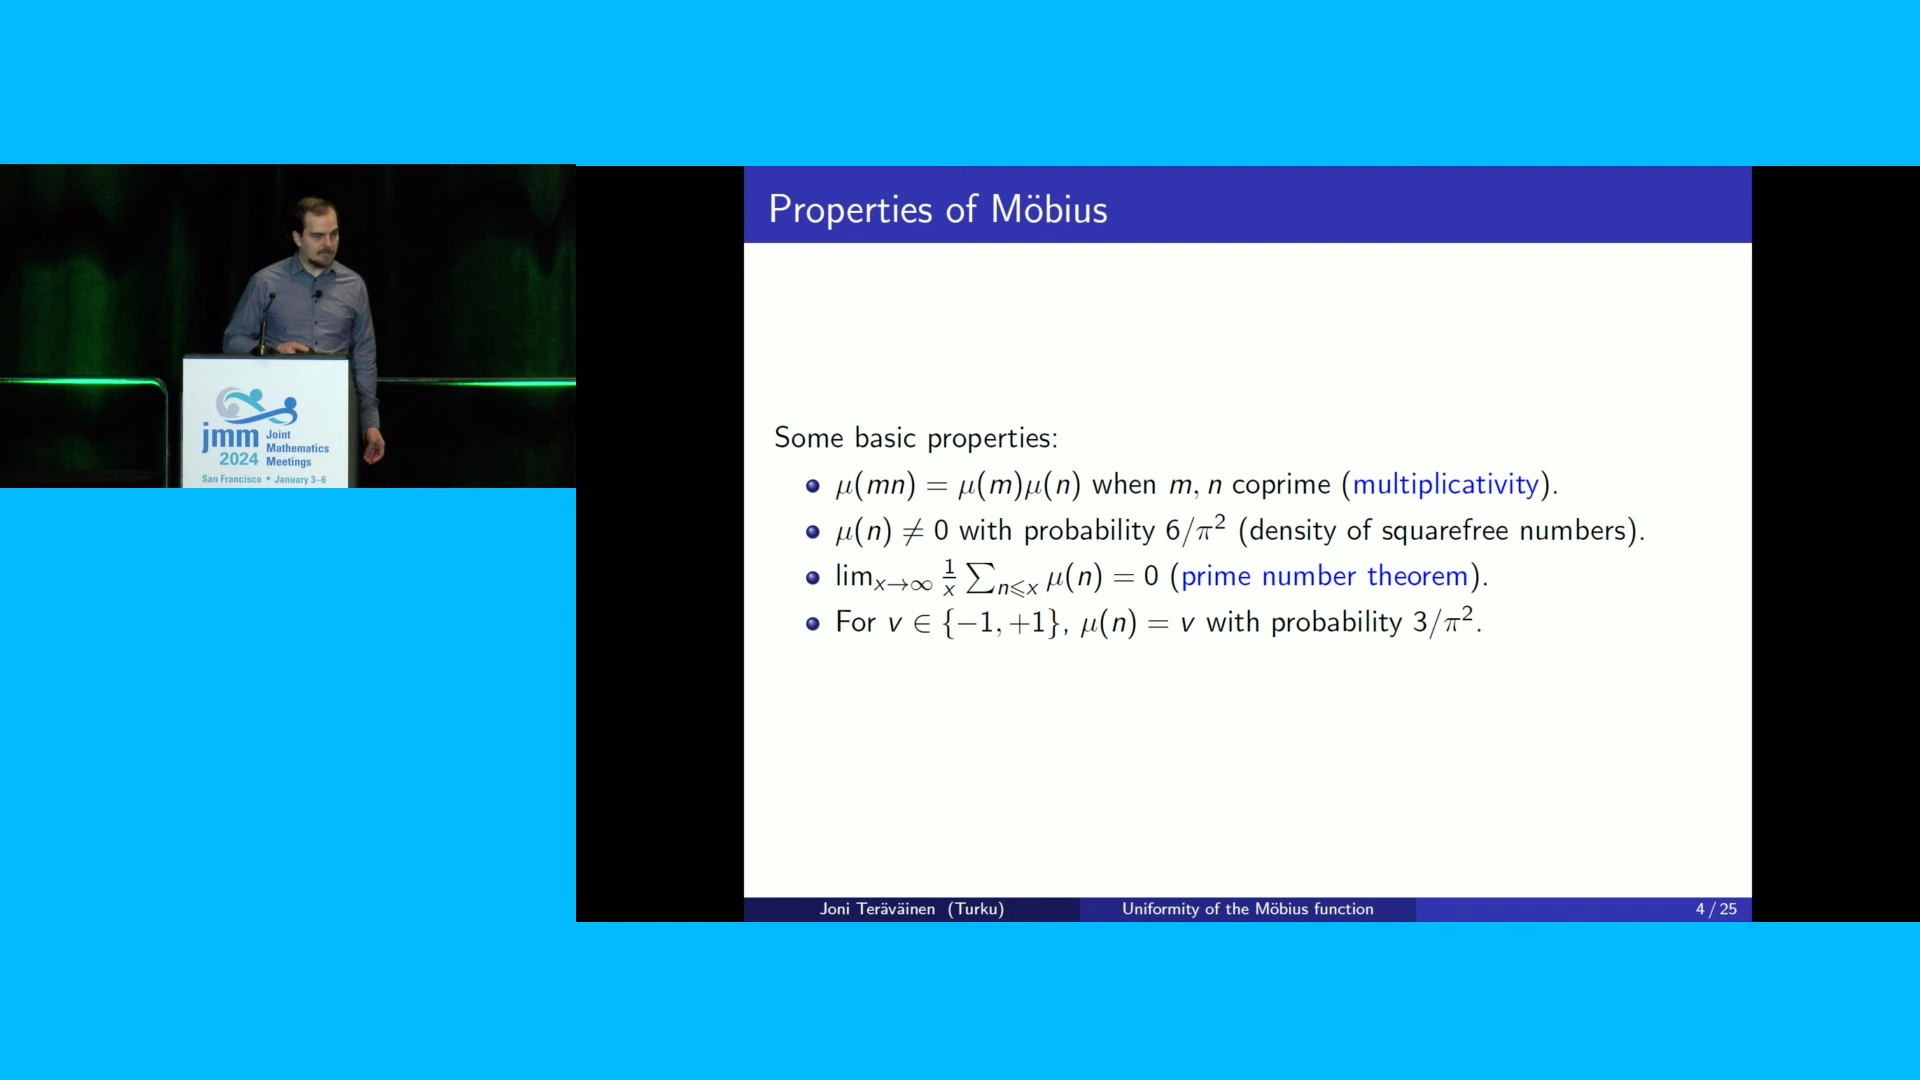 jmm Joint
Mathematics
2024 Meetings
San Francisco • January 3–6
Properties of Möbius
Some basic properties:
• μ(mn) = μ(m)μ(n) when m, n coprime (multiplicativity).
• μ(n) ≠ 0 with probability 6/π² (density of squarefree numbers).
• lim_{x→∞} 1/x ∑_{n⩽x} μ(n) = 0 (prime number theorem).
• For v ∈ {−1, +1}, μ(n) = v with probability 3/π².
Joni Teräväinen (Turku) Uniformity of the Möbius function 4 / 25